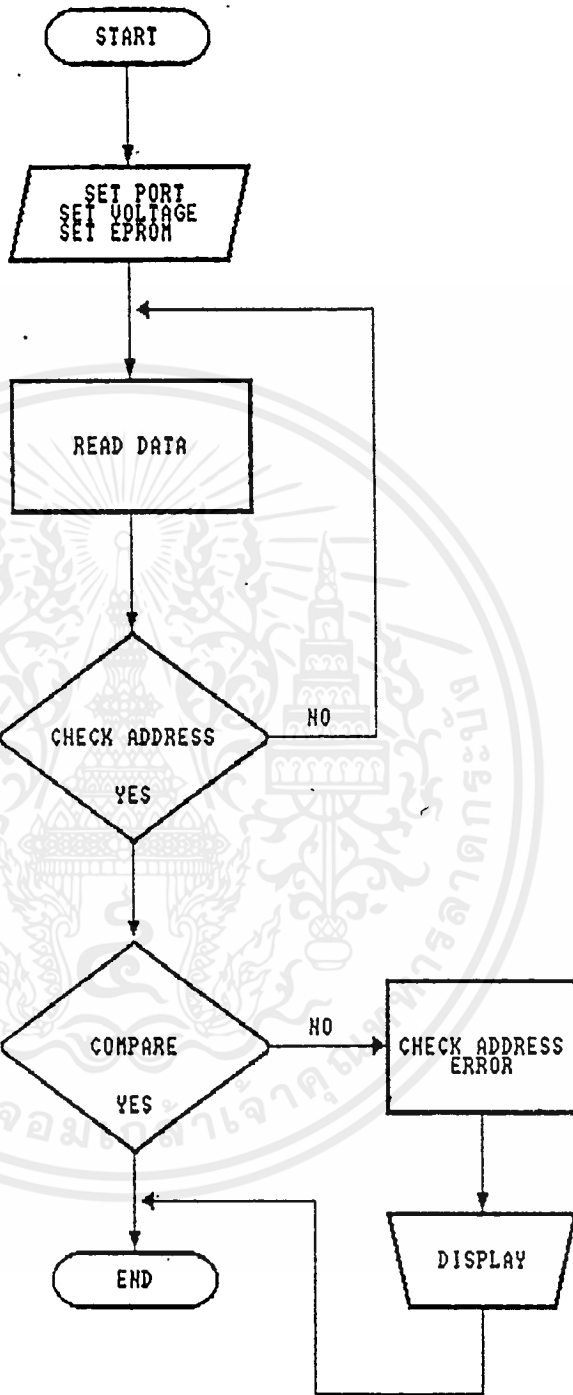 START
SET PORT
SET VOLTAGE
SET EPROM
READ DATA
NO
CHECK ADDRESS
YES
NO
COMPARE
CHECK ADDRESS
ERROR
YES
DISPLAY
END